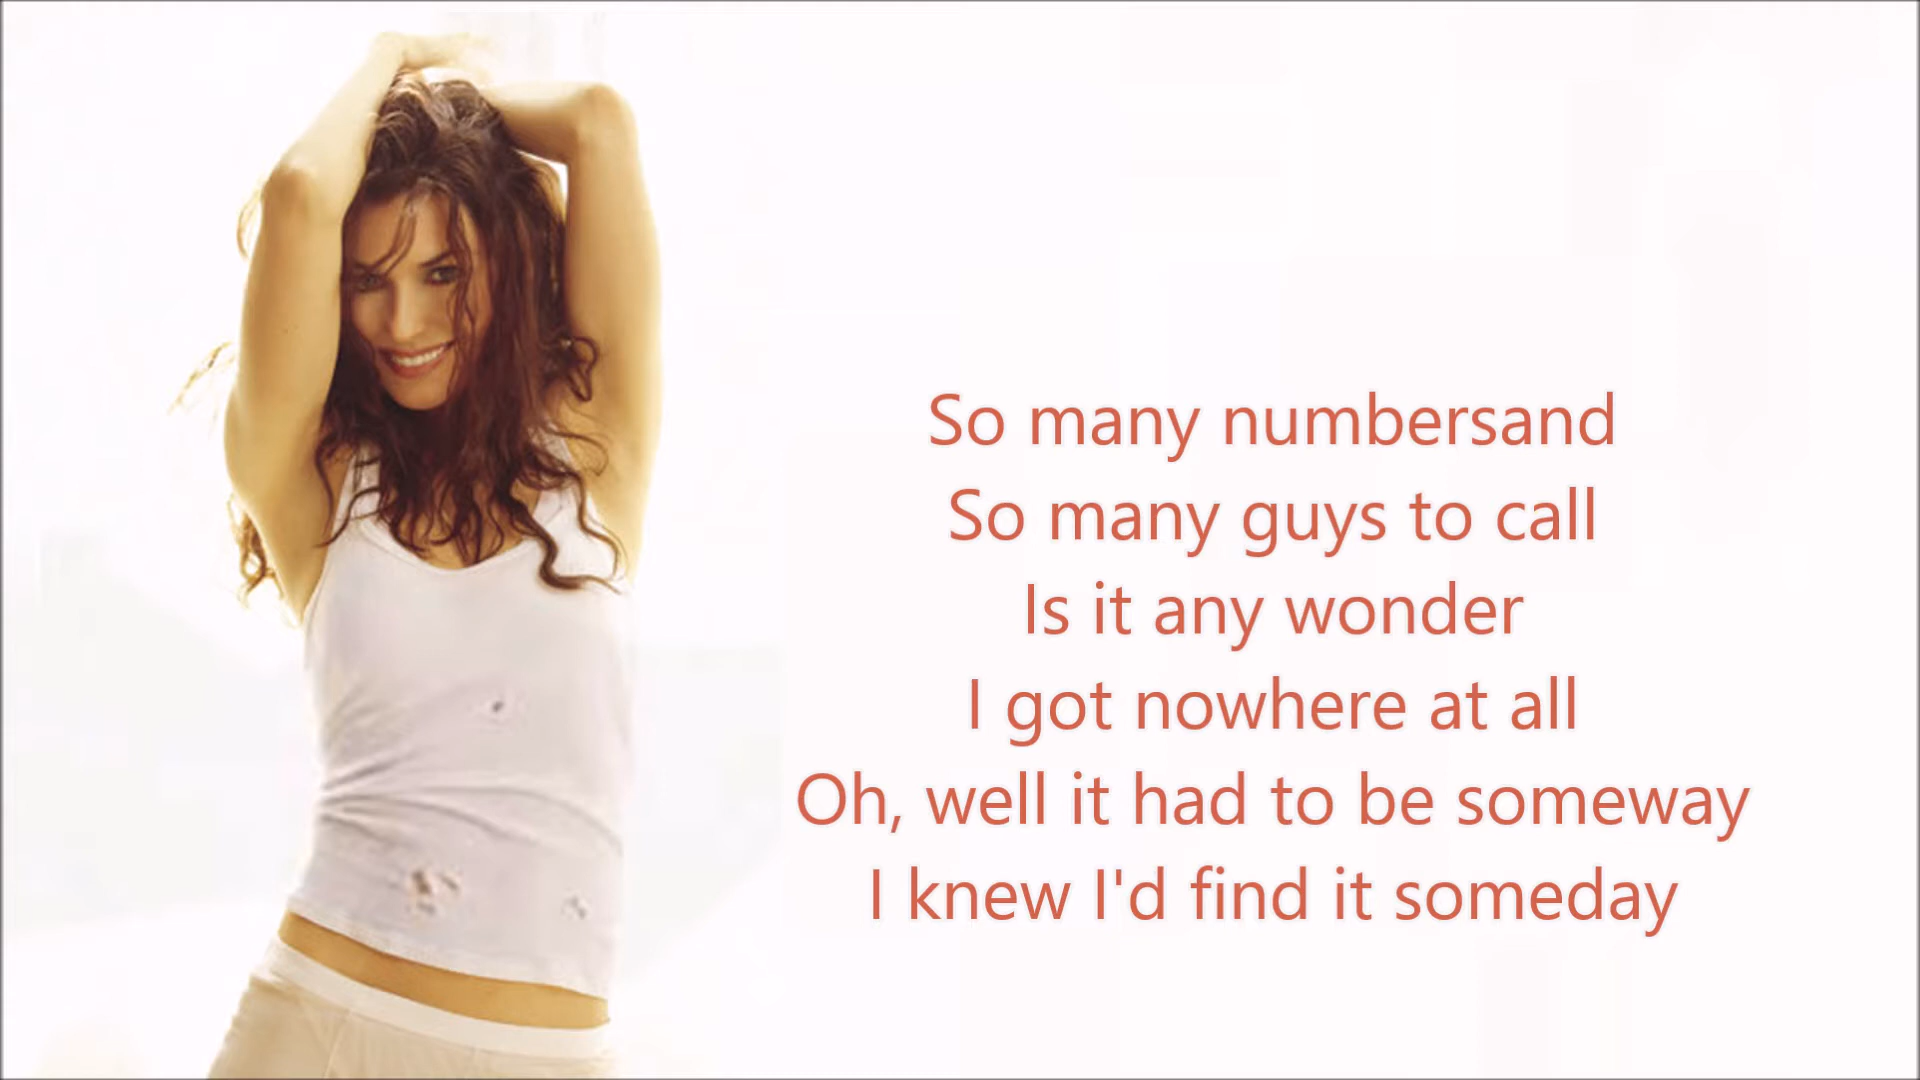 So many numbersand
So many guys to call
Is it any wonder
I got nowhere at all
Oh, well it had to be someway
I knew I'd find it someday